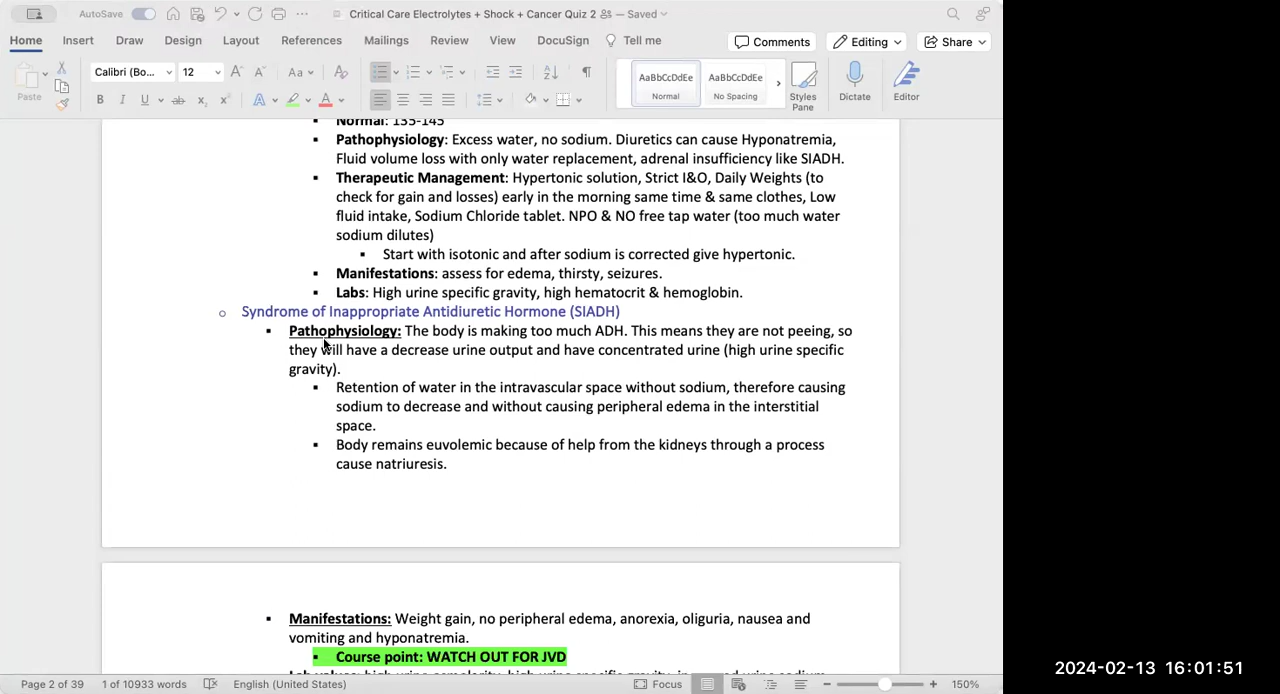 AutoSave
Critical Care Electrolytes + Shock + Cancer Quiz 2 — Saved
Home Insert Draw Design Layout References Mailings Review View DocuSign Tell me Comments Editing Share
Paste Calibri (Bo... 12 AaBbCcDdEe Normal AaBbCcDdEe No Spacing Styles Pane Dictate Editor
Normal: 135-145
Pathophysiology: Excess water, no sodium. Diuretics can cause Hyponatremia,
Fluid volume loss with only water replacement, adrenal insufficiency like SIADH.
Therapeutic Management: Hypertonic solution, Strict I&O, Daily Weights (to
check for gain and losses) early in the morning same time & same clothes, Low
fluid intake, Sodium Chloride tablet. NPO & NO free tap water (too much water
sodium dilutes)
Start with isotonic and after sodium is corrected give hypertonic.
Manifestations: assess for edema, thirsty, seizures.
Labs: High urine specific gravity, high hematocrit & hemoglobin.
Syndrome of Inappropriate Antidiuretic Hormone (SIADH)
Pathophysiology: The body is making too much ADH. This means they are not peeing, so
they will have a decrease urine output and have concentrated urine (high urine specific
gravity).
Retention of water in the intravascular space without sodium, therefore causing
sodium to decrease and without causing peripheral edema in the interstitial
space.
Body remains euvolemic because of help from the kidneys through a process
cause natriuresis.
Manifestations: Weight gain, no peripheral edema, anorexia, oliguria, nausea and
vomiting and hyponatremia.
Course point: WATCH OUT FOR JVD
Page 2 of 39 1 of 10933 words English (United States) Focus 150%
2024-02-13 16:01:51